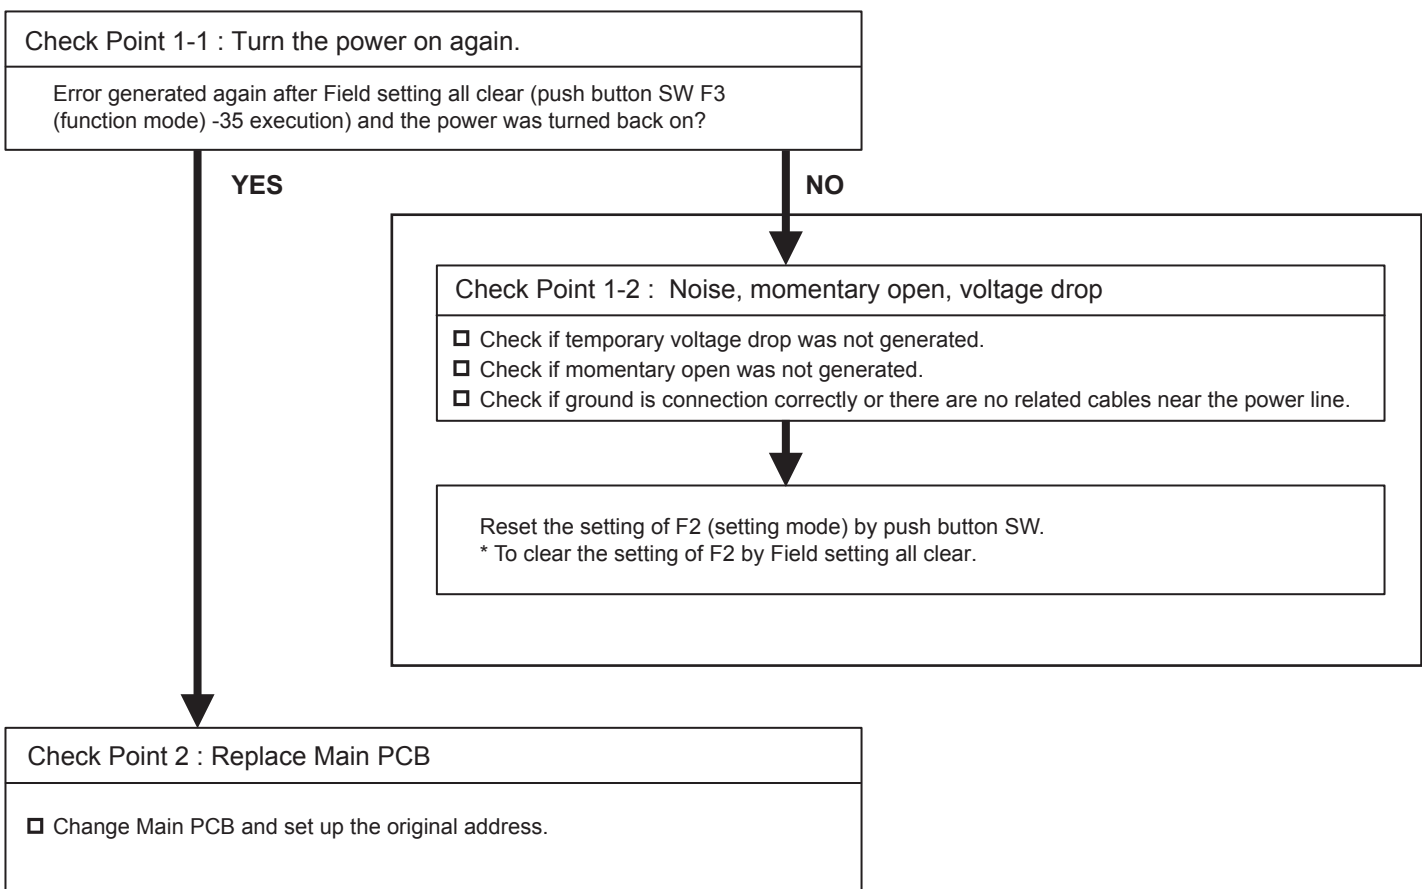 Check Point 1-1 : Turn the power on again.
Error generated again after Field setting all clear (push button SW F3
(function mode) -35 execution) and the power was turned back on?
YES
NO
Check Point 1-2 :  Noise, momentary open, voltage drop
Check if temporary voltage drop was not generated.
Check if momentary open was not generated.
Check if ground is connection correctly or there are no related cables near the power line.
Reset the setting of F2 (setting mode) by push button SW.
* To clear the setting of F2 by Field setting all clear.
Check Point 2 : Replace Main PCB
Change Main PCB and set up the original address.